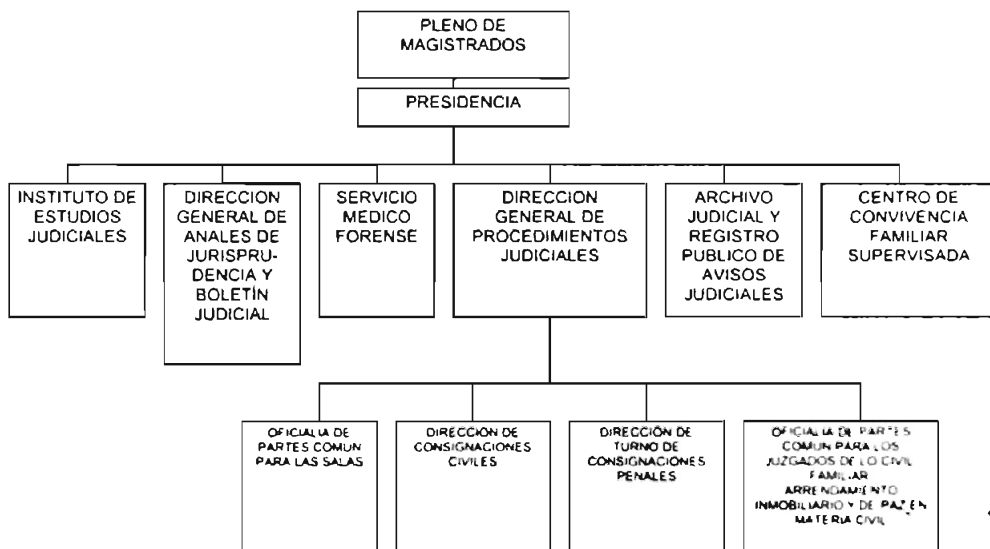 PLENO DE
MAGISTRADOS
PRESIDENCIA
INSTITUTO DE
ESTUDIOS
JUDICIALES
DIRECCION
GENERAL DE
ANALES DE
JURISPRU-
DENCIA Y
BOLETÍN
JUDICIAL
SERVICIO
MEDICO
FORENSE
DIRECCION
GENERAL DE
PROCEDIMIENTOS
JUDICIALES
ARCHIVO
JUDICIAL Y
REGISTRO
PUBLICO DE
AVISOS
JUDICIALES
CENTRO DE
CONVIVENCIA
FAMILIAR
SUPERVISADA
OFICIALIA DE
PARTES COMUN
PARA LAS SALAS
DIRECCIÓN DE
CONSIGNACIONES
CIVILES
DIRECCIÓN DE
TURNO DE
CONSIGNACIONES
PENALES
OFICIALIA DE PARTES
COMUN PARA LOS
JUZGADOS DE LO CIVIL
FAMILIAR
ARRENDAMIENTO
INMOBILIARIO Y DE PAZ EN
MATERIA CIVIL